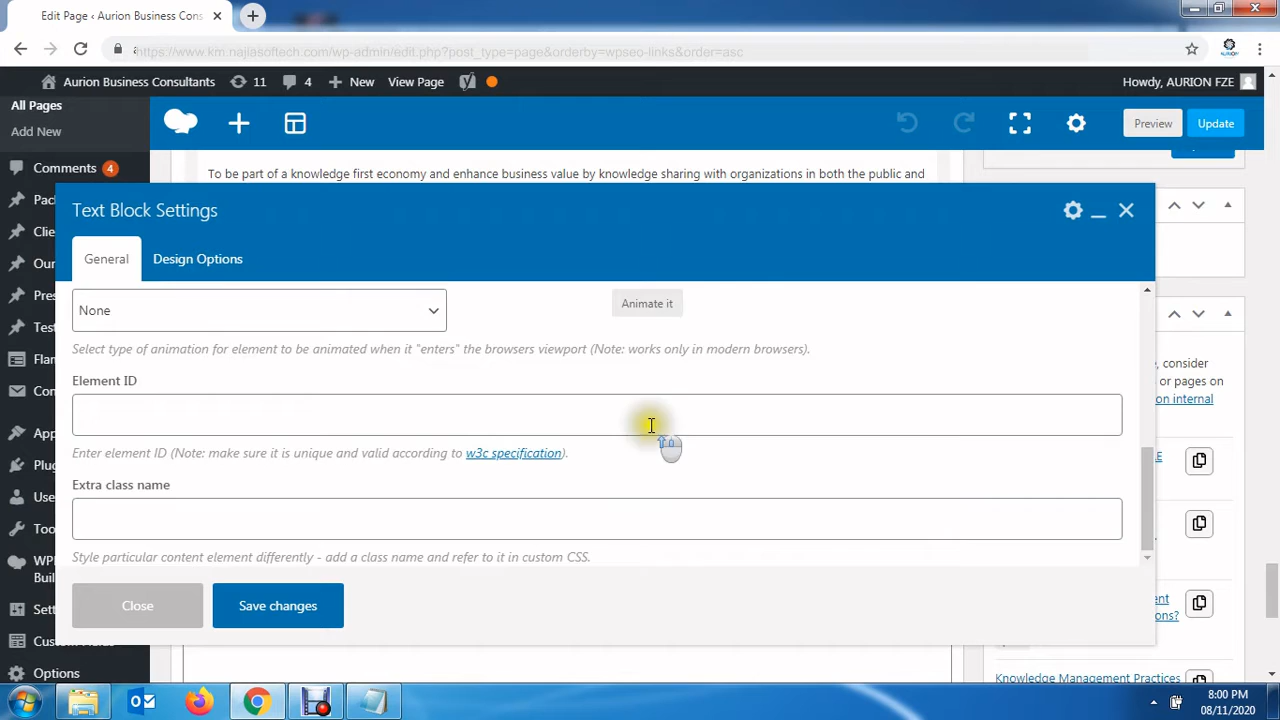 Edit Page ‹ Aurion Business Cons
https://www.km.najiasoftech.com/wp-admin/edit.php?post_type=page&orderby=wpseo-links&order=asc
Aurion Business Consultants 11 4 New View Page Howdy, AURION FZE
All Pages
Add New
Comments 4
Preview Update
To be part of a knowledge first economy and enhance business value by knowledge sharing with organizations in both the public and
Text Block Settings
General Design Options
None
Animate it
Select type of animation for element to be animated when it "enters" the browsers viewport (Note: works only in modern browsers).
Element ID
Enter element ID (Note: make sure it is unique and valid according to w3c specification).
Extra class name
Style particular content element differently - add a class name and refer to it in custom CSS.
Close Save changes
Pac
Clie
Our
Pres
Test
Flan
Con
App
Plug
Use
Too
WPI
Buil
Sett
Options
, consider
or pages on
on internal
E
ent
ons?
Knowledge Management Practices
8:00 PM
08/11/2020